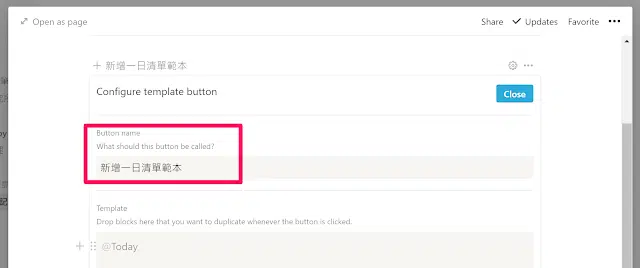 Open as page
Share Updates Favorite
新增一日清單範本
Configure template button
Close
Button name
What should this button be called?
新增一日清單範本
Template
Drop blocks here that you want to duplicate whenever the button is clicked.
@Today